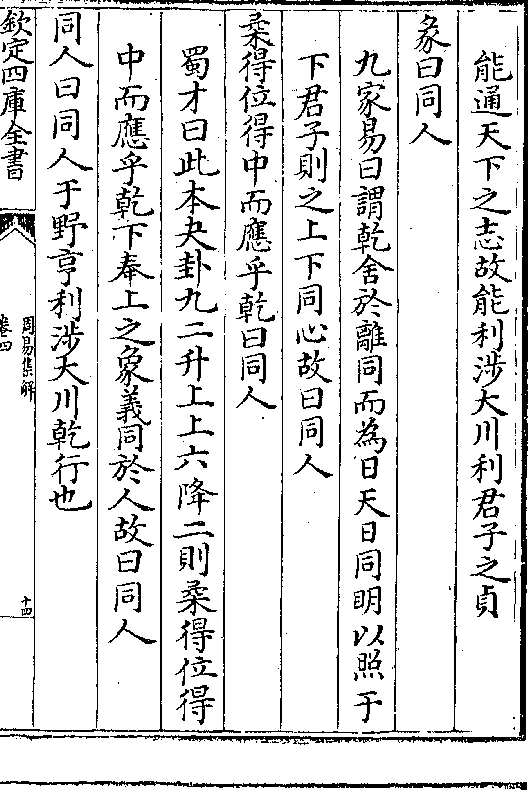 能通天下之志故能利涉大川利君子之貞
彖曰同人
九家易曰謂乾舍於離同而為日天日同明以照于
下君子則之上下同心故曰同人
柔得位得中而應乎乾曰同人
蜀才曰此本夬卦九二升上上六降二則柔得位得
中而應乎乾下奉上之象義同於人故曰同人
同人曰同人于野亨利涉大川乾行也
欽定四庫全書
周易集解
卷四
十四